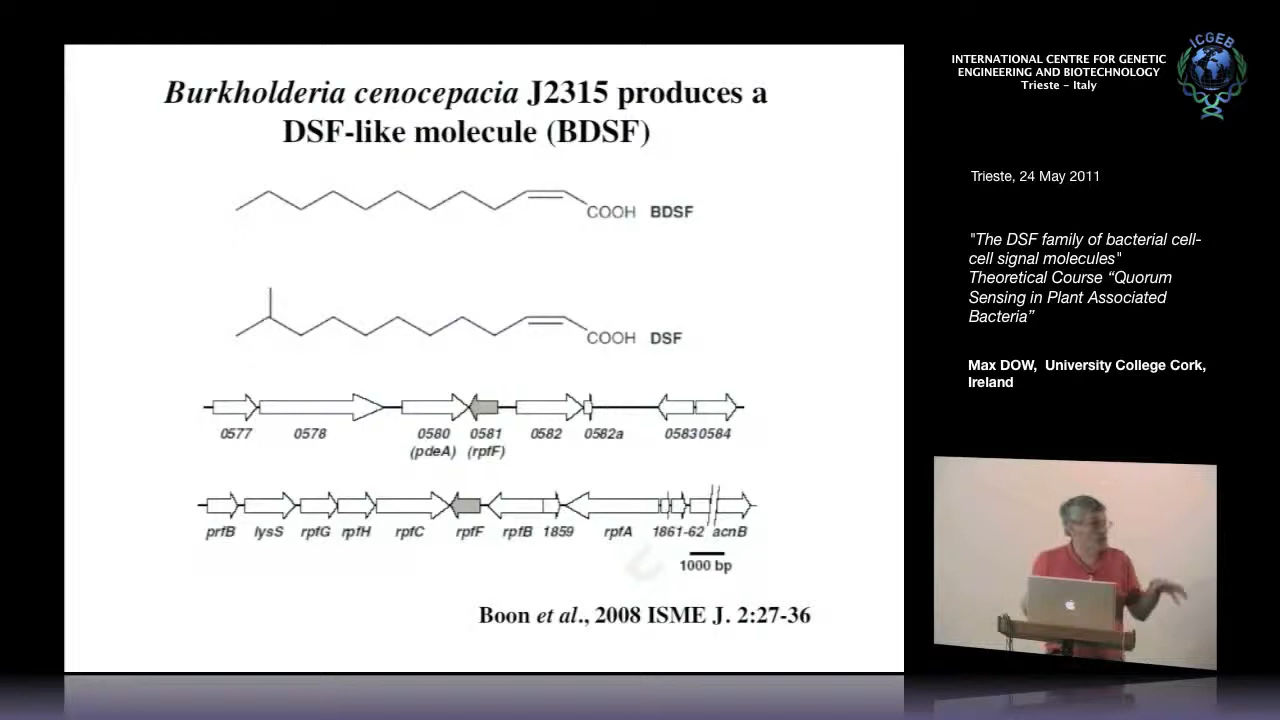 Burkholderia cenocepacia J2315 produces a
DSF-like molecule (BDSF)
COOH BDSF
COOH DSF
0577 0578 0580 0581 0582 0582a 0583 0584
(pdeA) (rpfF)
prfB lysS rpfG rpfH rpfC rpfF rpfB 1859 rpfA 1861-62 acnB
1000 bp
Boon et al., 2008 ISME J. 2:27-36
ICGEB
INTERNATIONAL CENTRE FOR GENETIC
ENGINEERING AND BIOTECHNOLOGY
Trieste - Italy
Trieste, 24 May 2011
"The DSF family of bacterial cell-
cell signal molecules"
Theoretical Course “Quorum
Sensing in Plant Associated
Bacteria”
Max DOW, University College Cork,
Ireland